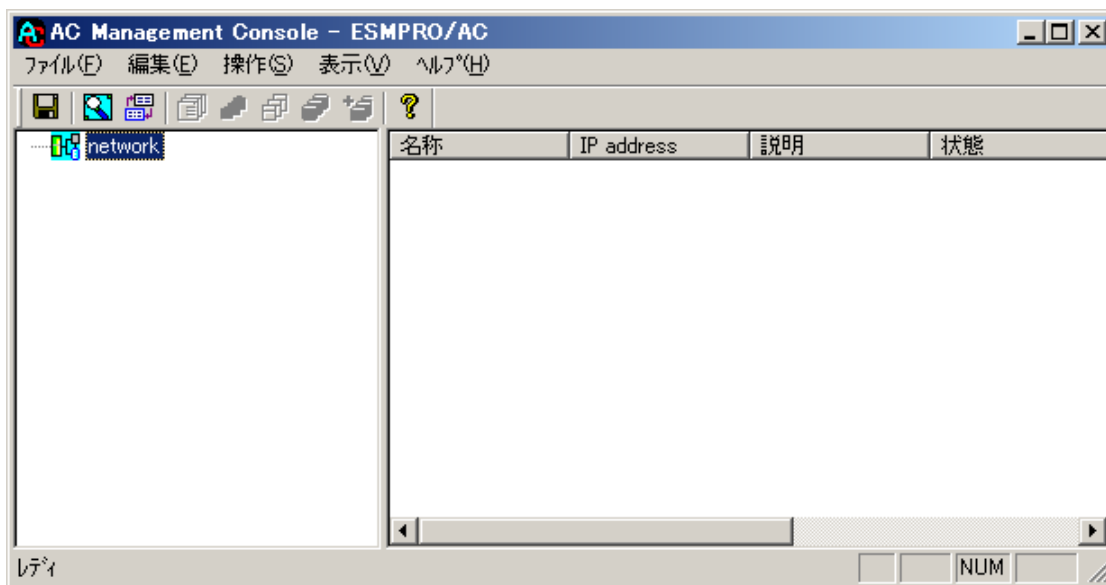 AC Management Console - ESMPRO/AC
ﾌｧｲﾙ(F) 編集(E) 操作(S) 表示(V) ﾍﾙﾌﾟ(H)
network
名称 IP address 説明 状態
ﾚﾃﾞｨ NUM